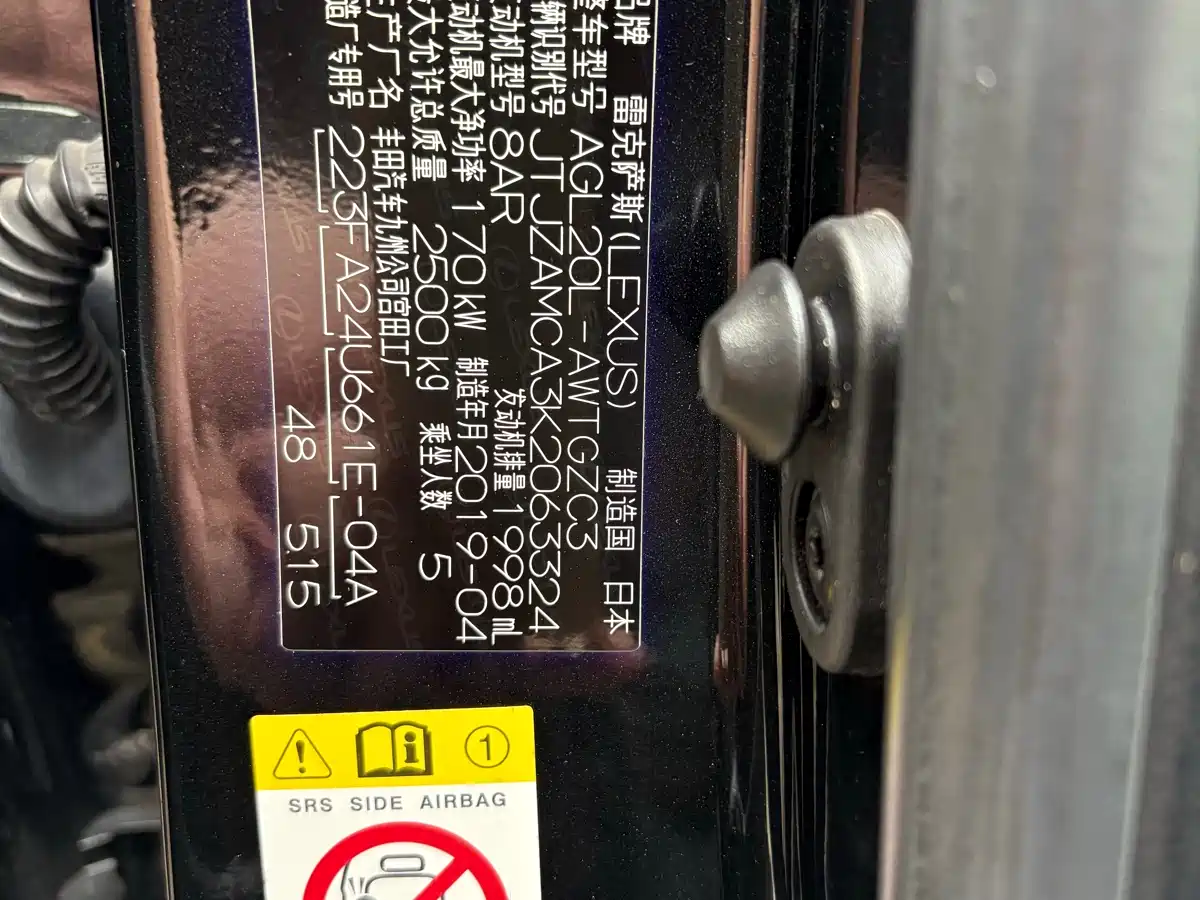 品牌 雷克萨斯(LEXUS) 制造国 日本
整车型号 AGL20L-AWTGZC3
车辆识别代号 JTJZAMCA3K2063324
发动机型号 8AR 发动机排量 1998mL
发动机最大净功率 170kW 制造年月 2019-04
最大允许总质量 2500kg 乘坐人数 5
生产厂名 丰田汽车九州公司宫田工厂
制造厂专用号 223FA24U661E-04A
48 5.15
1
SRS SIDE AIRBAG